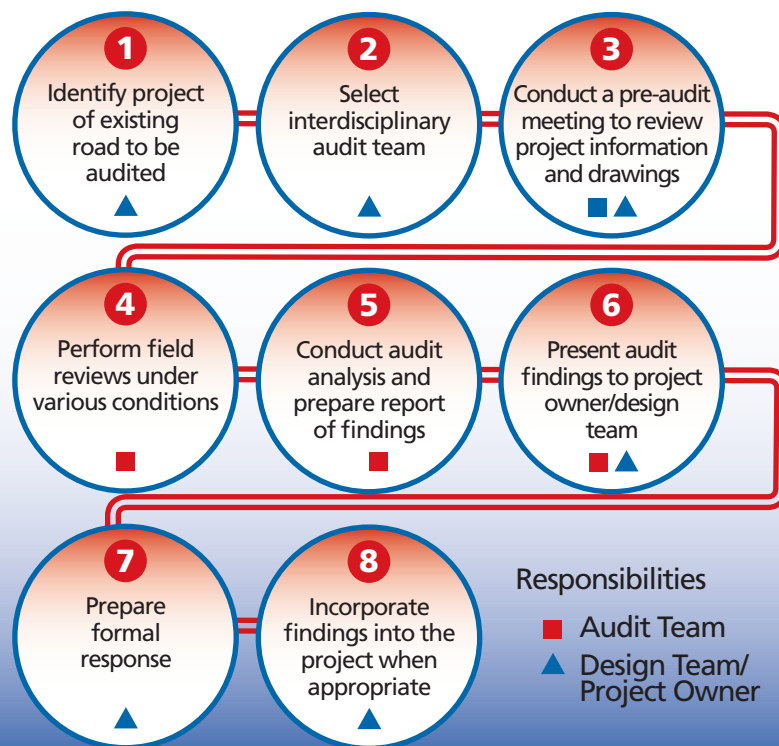 1
Identify project
of existing
road to be
audited
2
Select
interdisciplinary
audit team
3
Conduct a pre-audit
meeting to review
project information
and drawings
4
Perform field
reviews under
various conditions
5
Conduct audit
analysis and
prepare report
of findings
6
Present audit
findings to project
owner/design
team
7
Prepare
formal
response
8
Incorporate
findings into the
project when
appropriate
Responsibilities
Audit Team
Design Team/
Project Owner